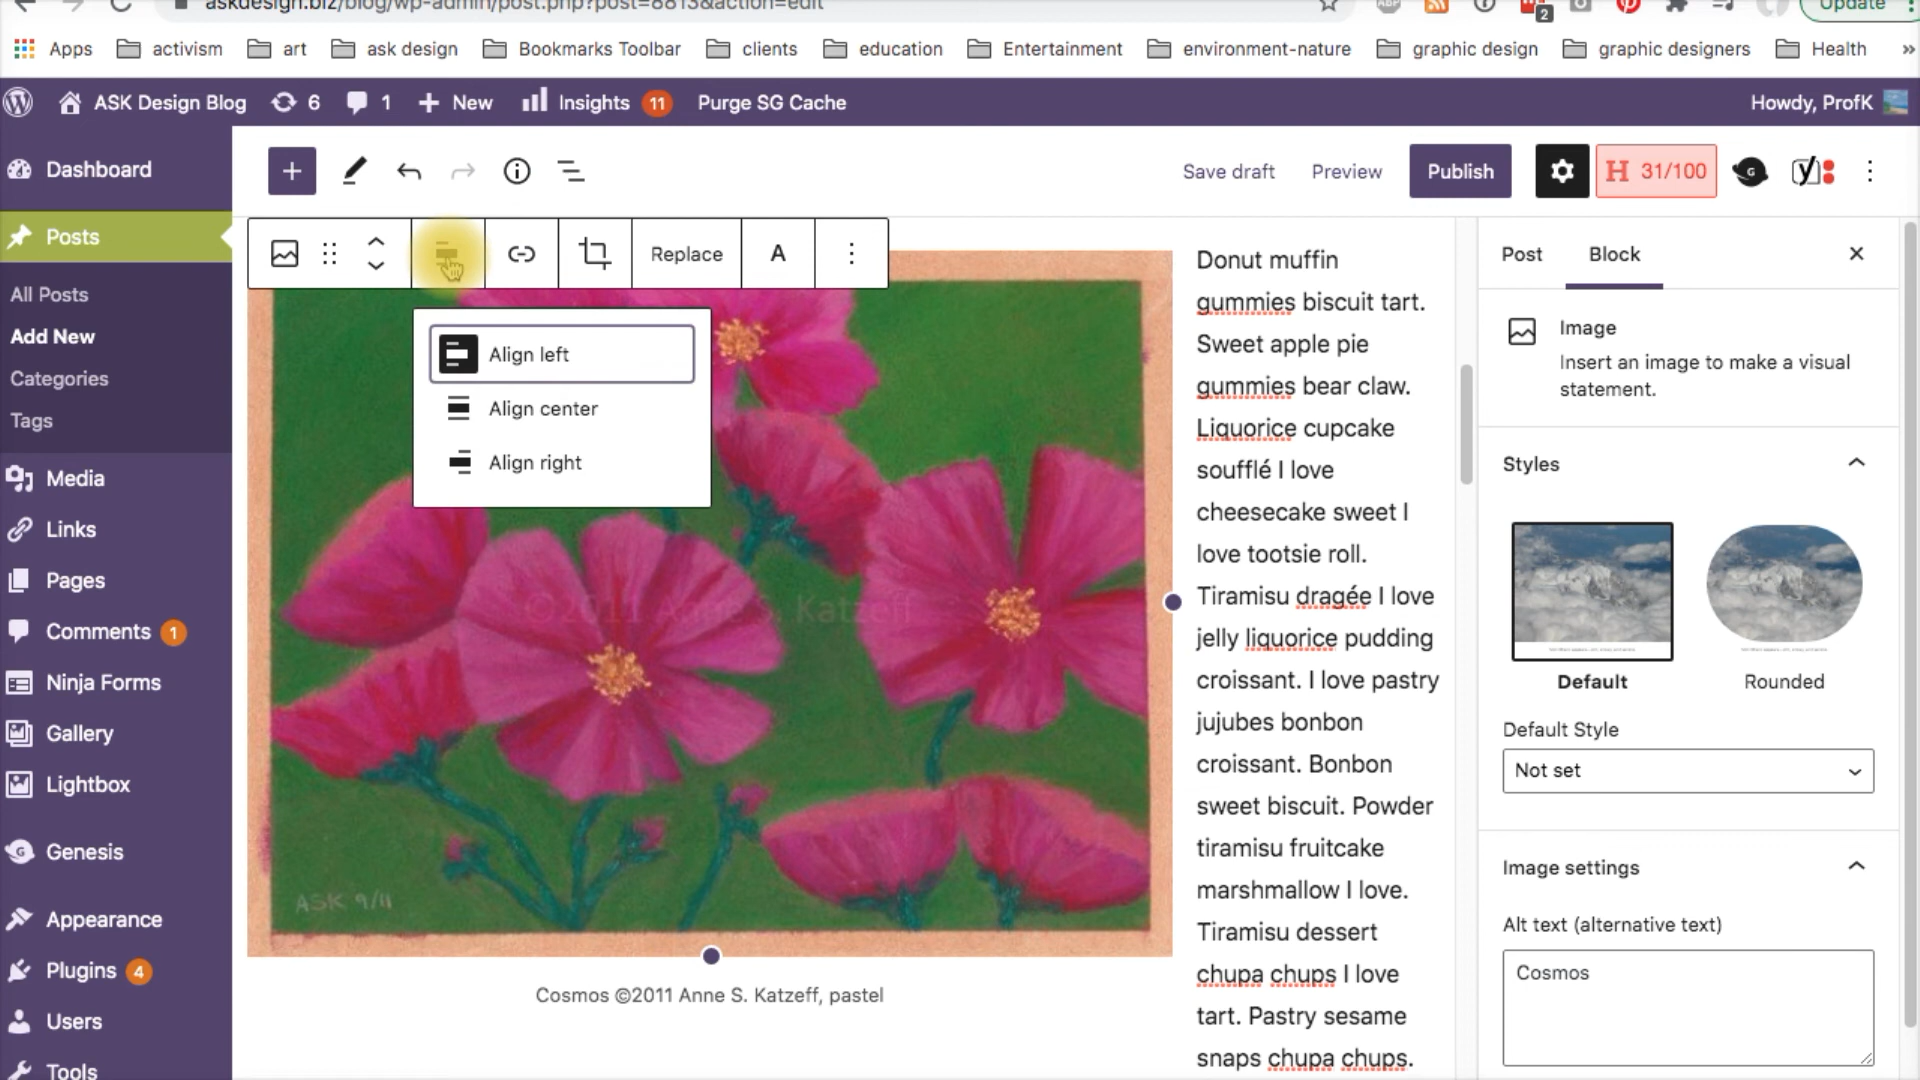 askdesign.biz/blog/wp-admin/post.php?post=8813&action=edit
ABP
2
Update
Apps
activism
art
ask design
Bookmarks Toolbar
clients
education
Entertainment
environment-nature
graphic design
graphic designers
Health
»
ASK Design Blog
6
1
New
Insights
11
Purge SG Cache
Howdy, ProfK
Dashboard
Posts
All Posts
Add New
Categories
Tags
Media
Links
Pages
Comments
1
Ninja Forms
Gallery
Lightbox
Genesis
Appearance
Plugins
4
Users
Tools
Save draft
Preview
Publish
H 31/100
G
y
Replace
A
Align left
Align center
Align right
©2011 Anne S. Katzeff
ASK 9/11
Cosmos ©2011 Anne S. Katzeff, pastel
Donut muffin
gummies biscuit tart.
Sweet apple pie
gummies bear claw.
Liquorice cupcake
soufflé I love
cheesecake sweet I
love tootsie roll.
Tiramisu dragée I love
jelly liquorice pudding
croissant. I love pastry
jujubes bonbon
croissant. Bonbon
sweet biscuit. Powder
tiramisu fruitcake
marshmallow I love.
Tiramisu dessert
chupa chups I love
tart. Pastry sesame
snaps chupa chups.
Post
Block
Image
Insert an image to make a visual
statement.
Styles
Default
Rounded
Default Style
Not set
Image settings
Alt text (alternative text)
Cosmos